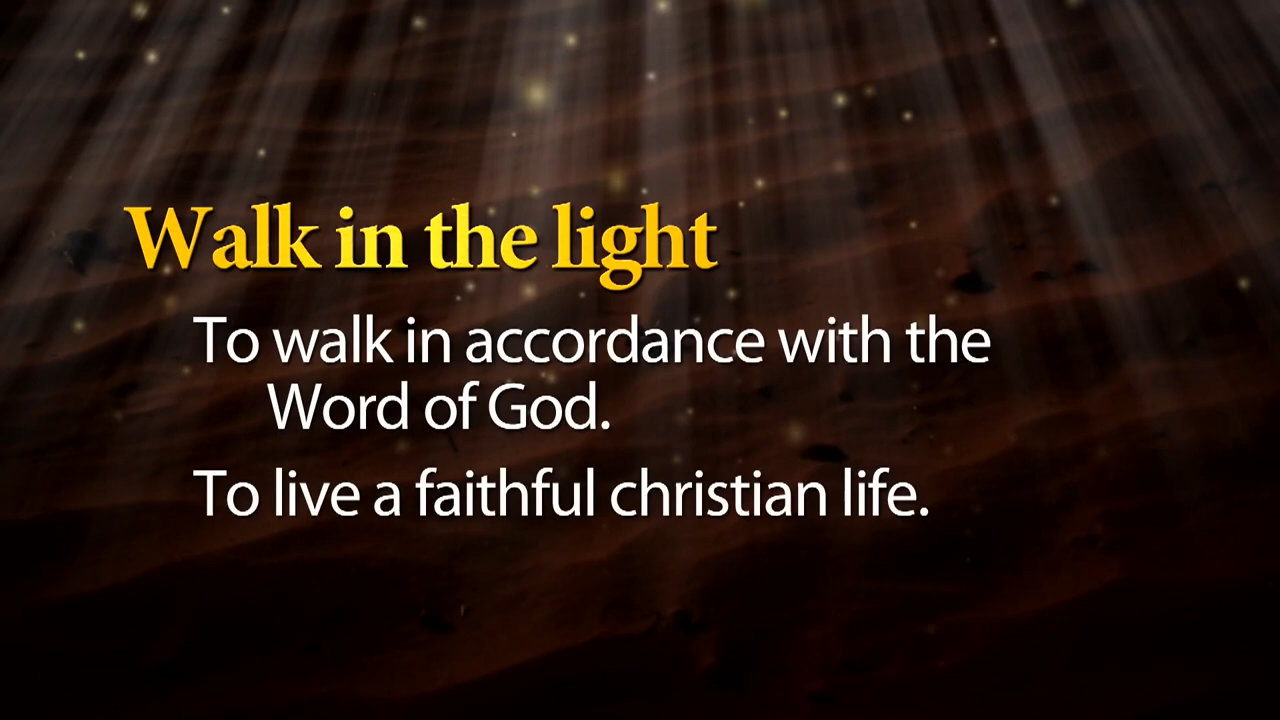 Walk in the light
To walk in accordance with the
Word of God.
To live a faithful christian life.